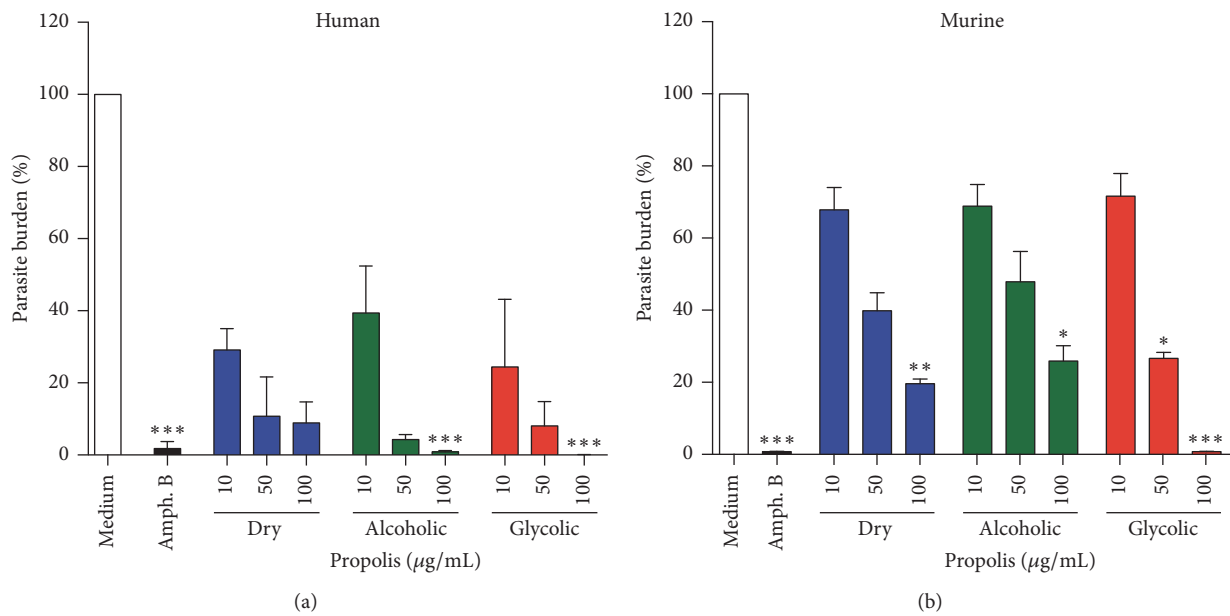 Human
Parasite burden (%)
120
100
80
60
40
20
0
***
***
***
Medium
Amph. B
10
50
100
10
50
100
10
50
100
Dry
Alcoholic
Glycolic
Propolis (μg/mL)
(a)
Murine
Parasite burden (%)
120
100
80
60
40
20
0
***
**
*
*
***
Medium
Amph. B
10
50
100
10
50
100
10
50
100
Dry
Alcoholic
Glycolic
Propolis (μg/mL)
(b)